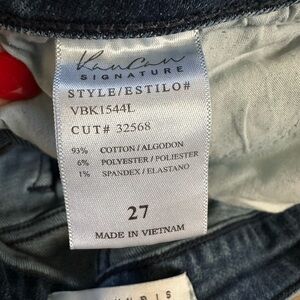 KanCan
SIGNATURE
STYLE/ESTILO#
VBK1544L
CUT# 32568
93% COTTON / ALGODON
6% POLYESTER / POLIESTER
1% SPANDEX / ELASTANO
27
MADE IN VIETNAM